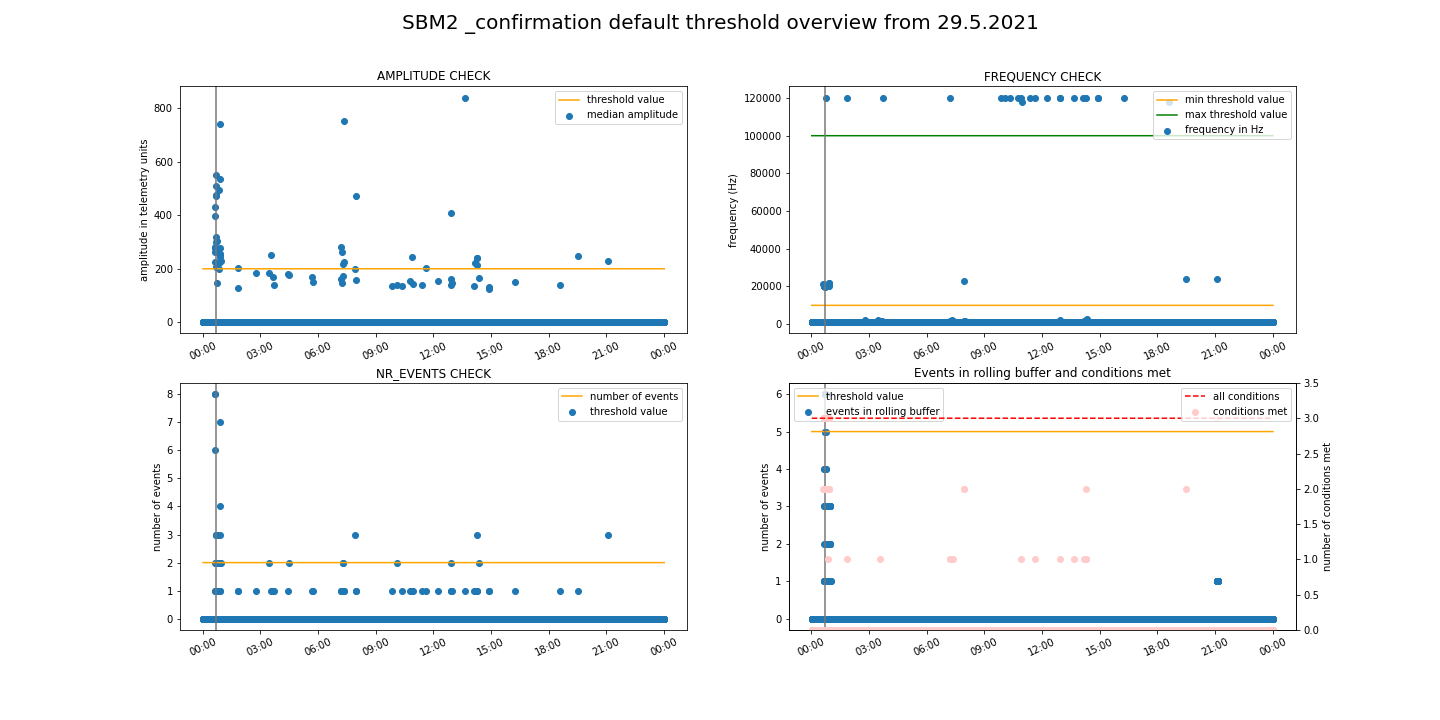 SBM2 _confirmation default threshold overview from 29.5.2021
AMPLITUDE CHECK
threshold value
median amplitude
amplitude in telemetry units
800
600
400
200
0
00:00 03:00 06:00 09:00 12:00 15:00 18:00 21:00 00:00
FREQUENCY CHECK
min threshold value
max threshold value
frequency in Hz
frequency (Hz)
120000
100000
80000
60000
40000
20000
0
00:00 03:00 06:00 09:00 12:00 15:00 18:00 21:00 00:00
NR_EVENTS CHECK
number of events
threshold value
number of events
8
7
6
5
4
3
2
1
0
00:00 03:00 06:00 09:00 12:00 15:00 18:00 21:00 00:00
Events in rolling buffer and conditions met
threshold value
events in rolling buffer
all conditions
conditions met
number of events
6
5
4
3
2
1
0
3.5
3.0
2.5
2.0
1.5
1.0
0.5
0.0
number of conditions met
00:00 03:00 06:00 09:00 12:00 15:00 18:00 21:00 00:00